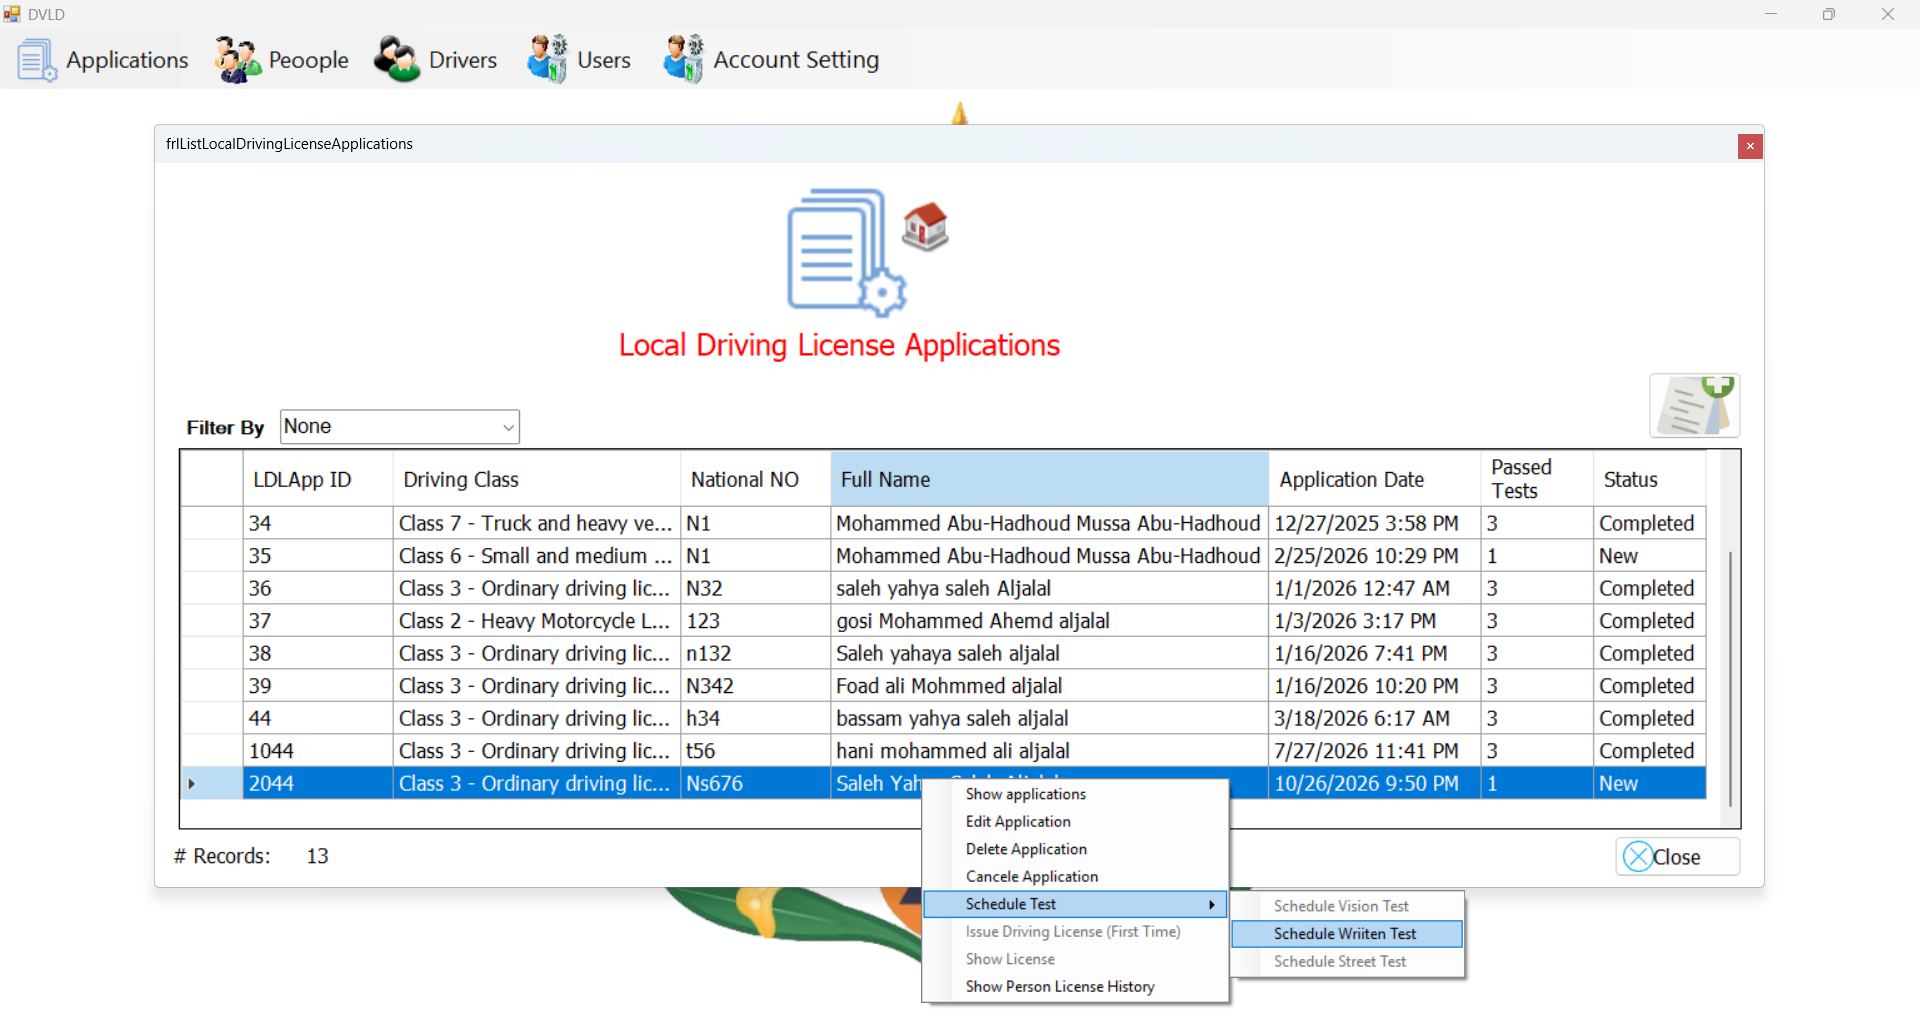 DVLD
Applications Peoople Drivers Users Account Setting
frlListLocalDrivingLicenseApplications
Local Driving License Applications
Filter By None
LDLApp ID Driving Class National NO Full Name Application Date Passed Tests Status
34 Class 7 - Truck and heavy ve... N1 Mohammed Abu-Hadhoud Mussa Abu-Hadhoud 12/27/2025 3:58 PM 3 Completed
35 Class 6 - Small and medium ... N1 Mohammed Abu-Hadhoud Mussa Abu-Hadhoud 2/25/2026 10:29 PM 1 New
36 Class 3 - Ordinary driving lic... N32 saleh yahya saleh Aljalal 1/1/2026 12:47 AM 3 Completed
37 Class 2 - Heavy Motorcycle L... 123 gosi Mohammed Ahemd aljalal 1/3/2026 3:17 PM 3 Completed
38 Class 3 - Ordinary driving lic... n132 Saleh yahaya saleh aljalal 1/16/2026 7:41 PM 3 Completed
39 Class 3 - Ordinary driving lic... N342 Foad ali Mohmmed aljalal 1/16/2026 10:20 PM 3 Completed
44 Class 3 - Ordinary driving lic... h34 bassam yahya saleh aljalal 3/18/2026 6:17 AM 3 Completed
1044 Class 3 - Ordinary driving lic... t56 hani mohammed ali aljalal 7/27/2026 11:41 PM 3 Completed
2044 Class 3 - Ordinary driving lic... Ns676 Saleh 10/26/2026 9:50 PM 1 New
Show applications
Edit Application
Delete Application
Cancele Application
Schedule Test
Issue Driving License (First Time)
Show License
Show Person License History
Schedule Vision Test
Schedule Wriiten Test
Schedule Street Test
# Records: 13
Close